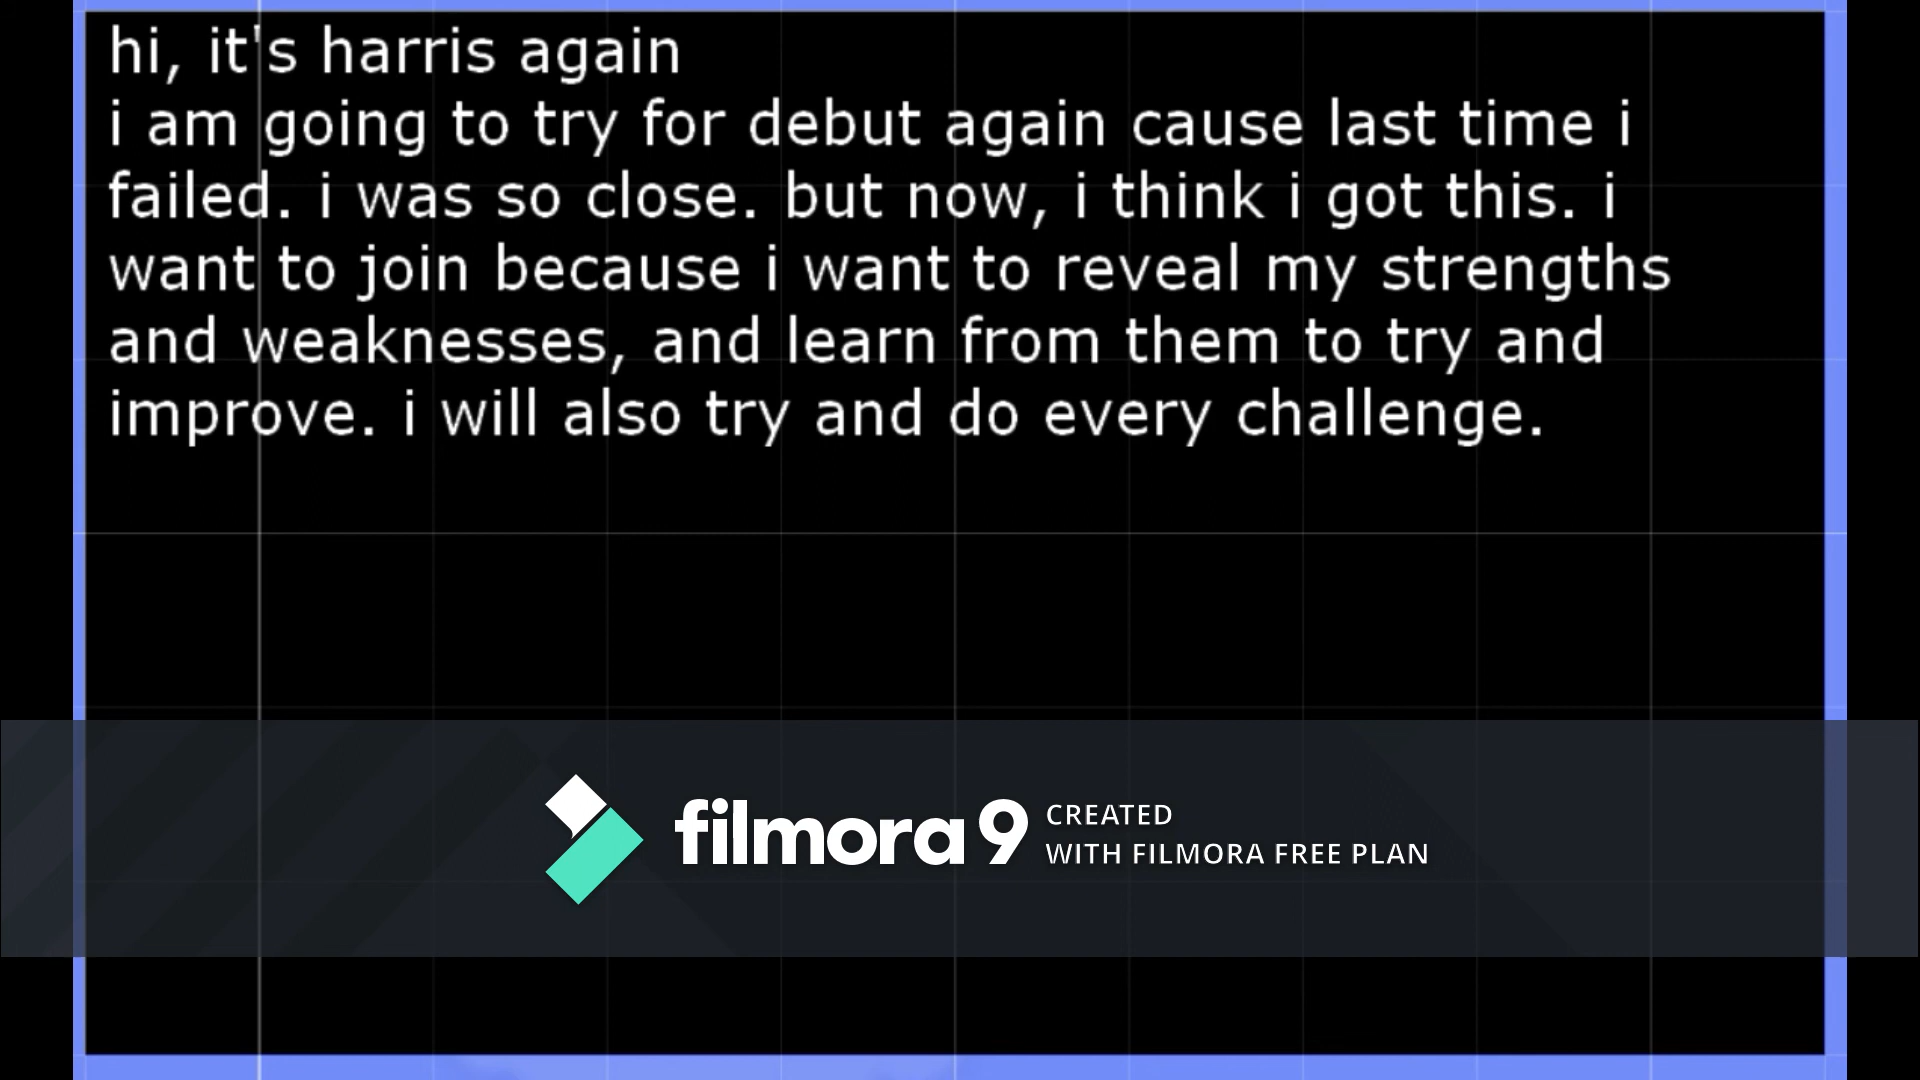 hi, it's harris again
i am going to try for debut again cause last time i
failed. i was so close. but now, i think i got this. i
want to join because i want to reveal my strengths
and weaknesses, and learn from them to try and
improve. i will also try and do every challenge.
filmora9
CREATED
WITH FILMORA FREE PLAN